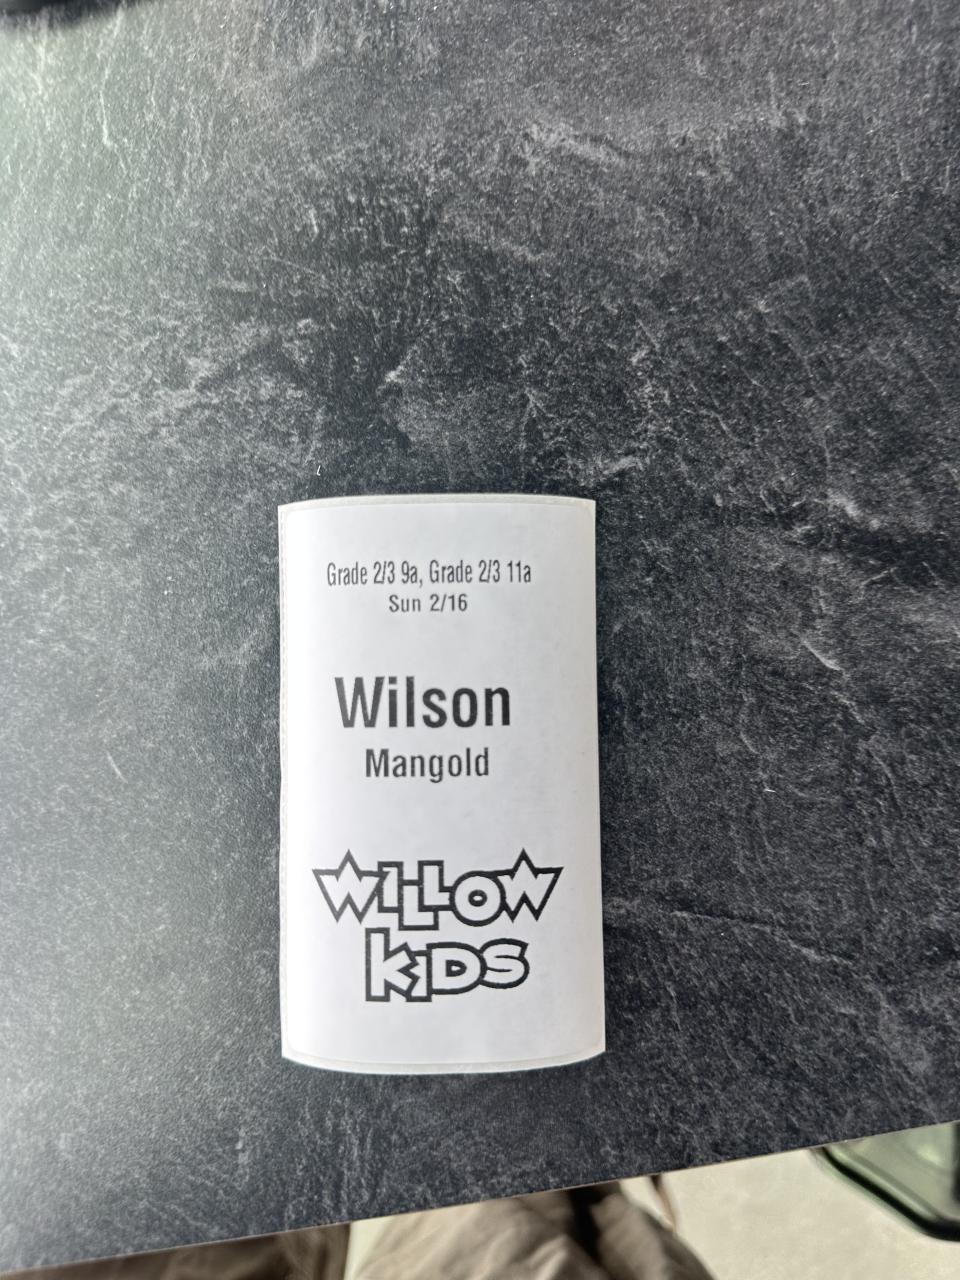 Grade 2/3 9a, Grade 2/3 11a
Sun 2/16
Wilson
Mangold
WILLOW
KiDS